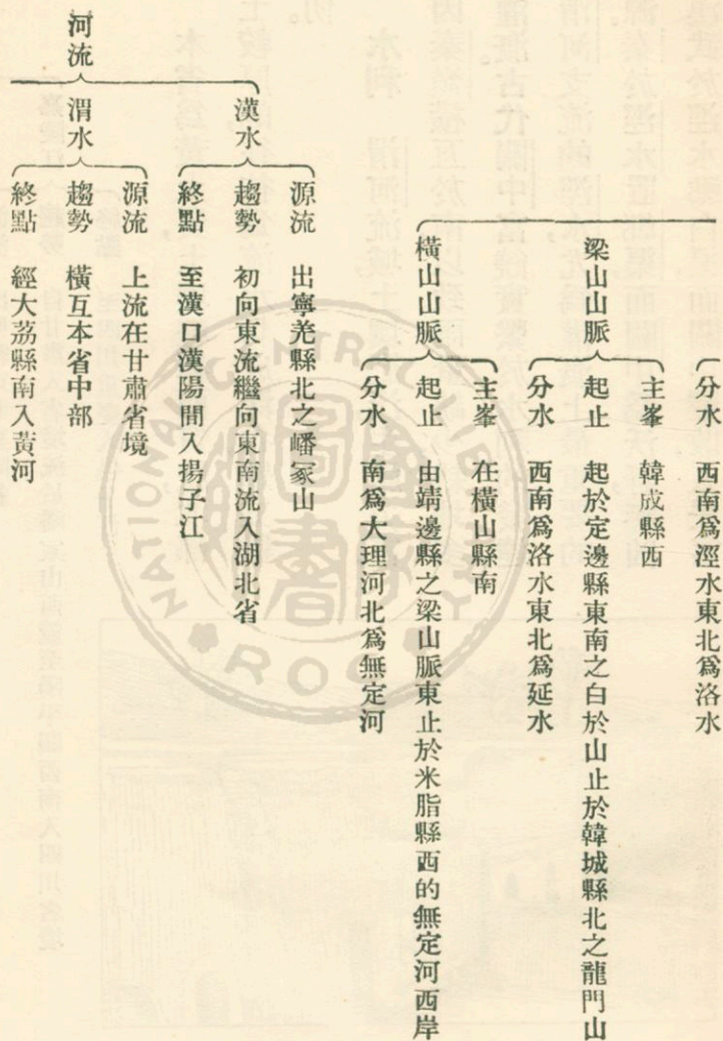 分水 西南爲涇水東北爲洛水
梁山山脈
主峯 韓成縣西
起止 起於定邊縣東南之白於山止於韓城縣北之龍門山
分水 西南爲洛水東北爲延水
橫山山脈
主峯 在橫山縣南
起止 由靖邊縣之梁山脈東止於米脂縣西的無定河西岸
分水 南爲大理河北爲無定河
河流
漢水
源流 出寧羌縣北之嶓冢山
趨勢 初向東流繼向東南流入湖北省
終點 至漢口漢陽間入揚子江
渭水
源流 上流在甘肅省境
趨勢 橫亙本省中部
終點 經大荔縣南入黃河
NATIONAL CENTRAL LIBRARY
ROC
國家圖書館